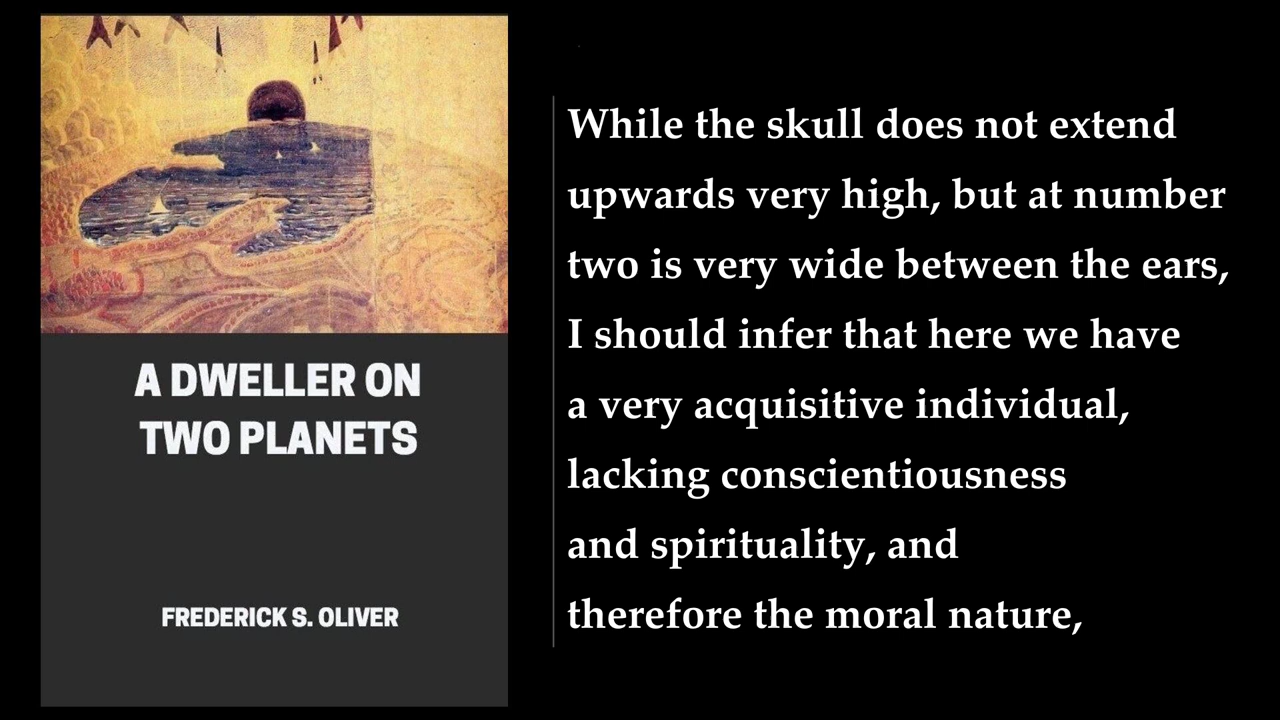 A DWELLER ON
TWO PLANETS
FREDERICK S. OLIVER
While the skull does not extend
upwards very high, but at number
two is very wide between the ears,
I should infer that here we have
a very acquisitive individual,
lacking conscientiousness
and spirituality, and
therefore the moral nature,